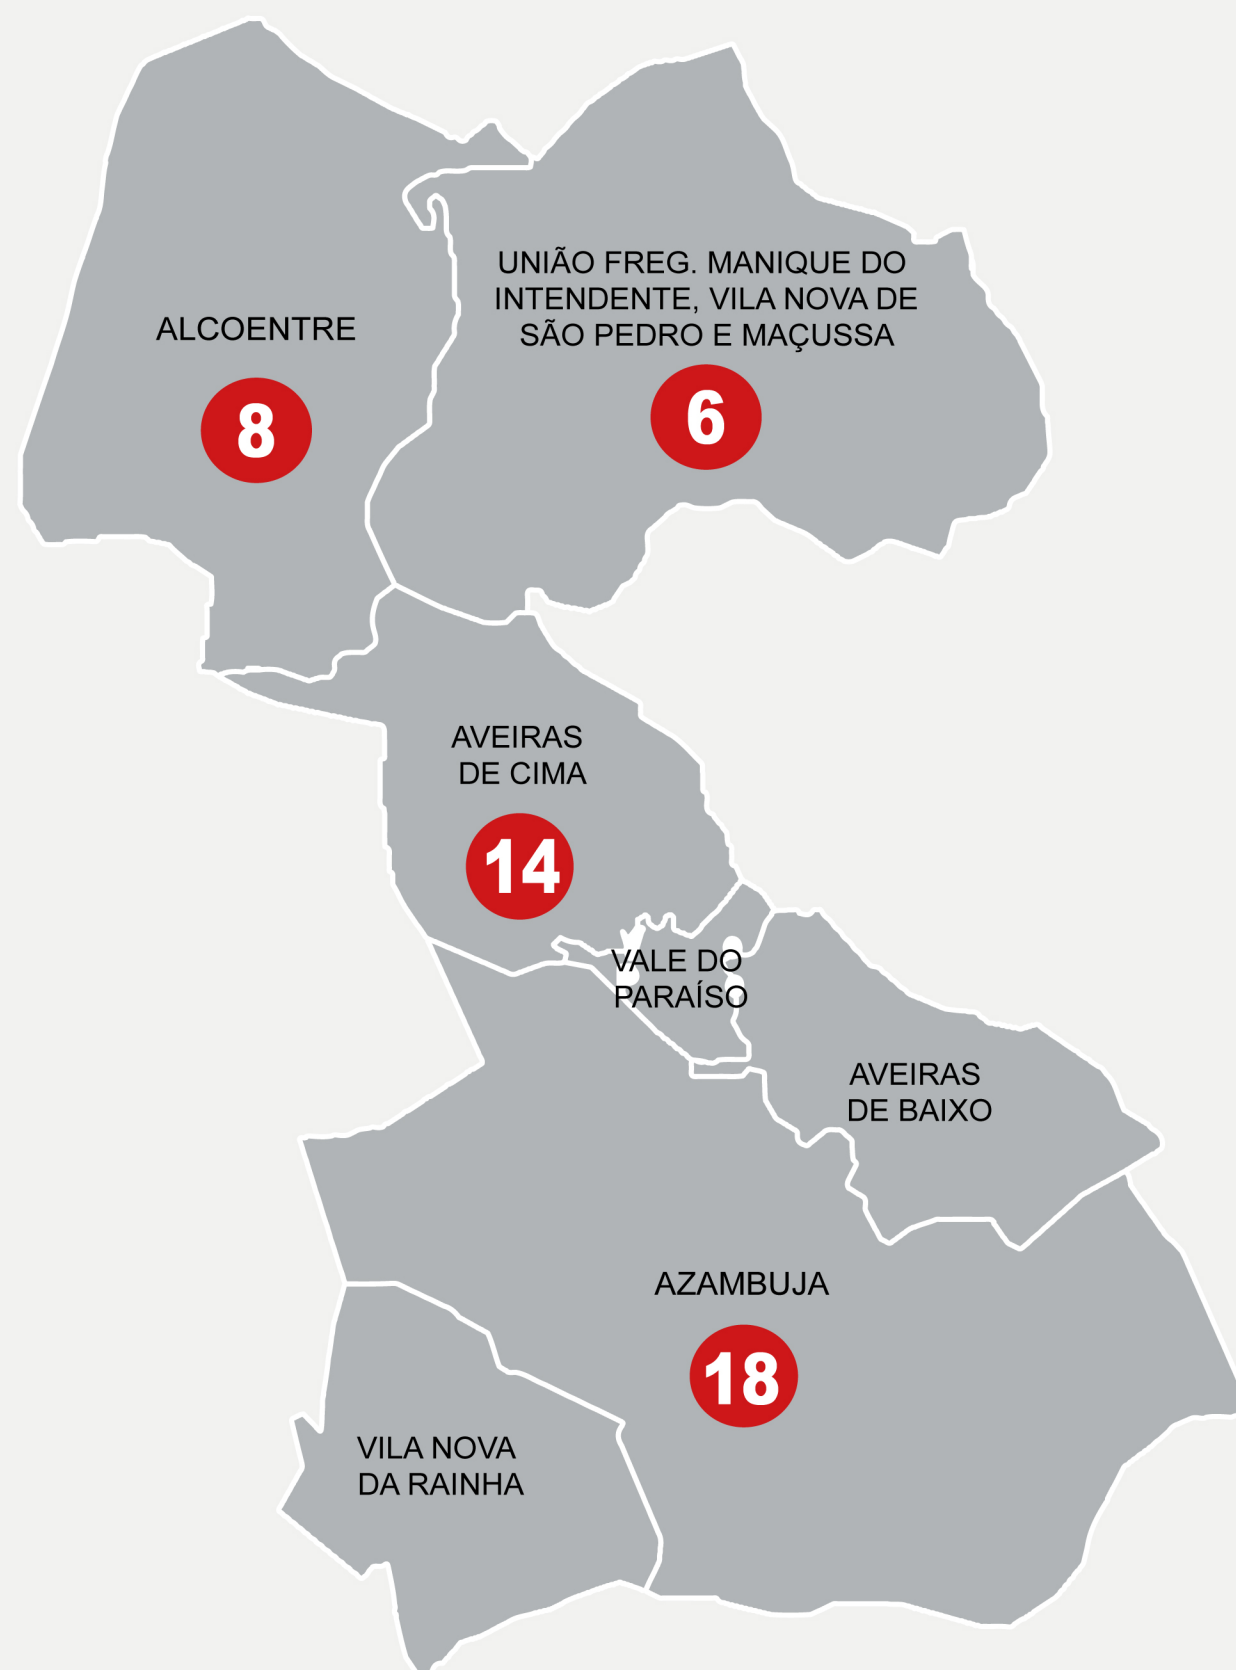 UNIÃO FREG. MANIQUE DO
INTENDENTE, VILA NOVA DE
SÃO PEDRO E MAÇUSSA
6
ALCOENTRE
8
AVEIRAS
DE CIMA
14
VALE DO
PARAÍSO
AVEIRAS
DE BAIXO
AZAMBUJA
18
VILA NOVA
DA RAINHA